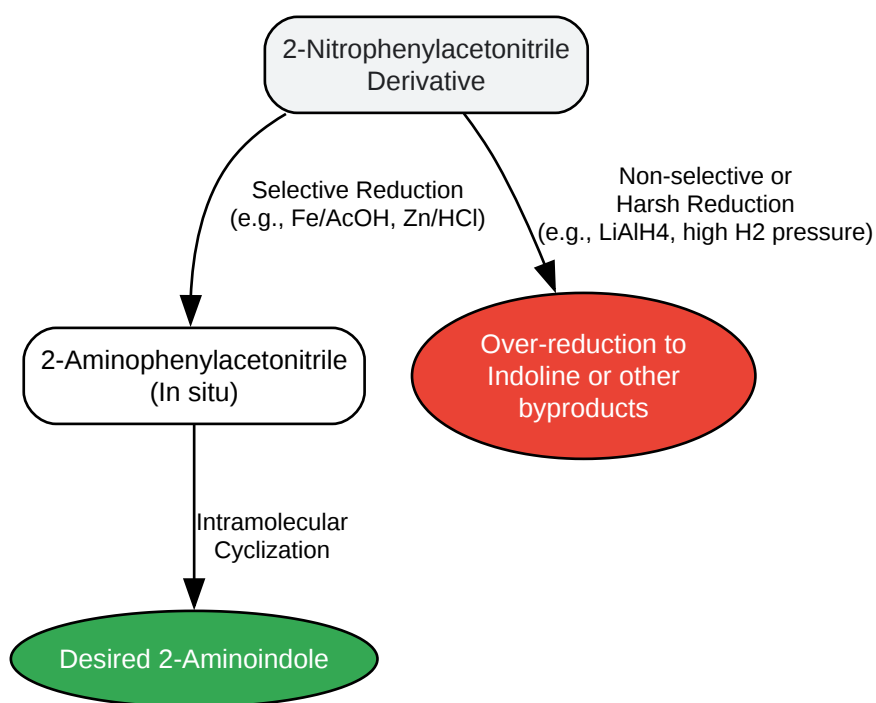 2-Nitrophenylacetonitrile
Derivative
Selective Reduction
(e.g., Fe/AcOH, Zn/HCl)
Non-selective or
Harsh Reduction
(e.g., LiAlH4, high H2 pressure)
2-Aminophenylacetonitrile
(In situ)
Over-reduction to
Indoline or other
byproducts
Intramolecular
Cyclization
Desired 2-Aminoindole